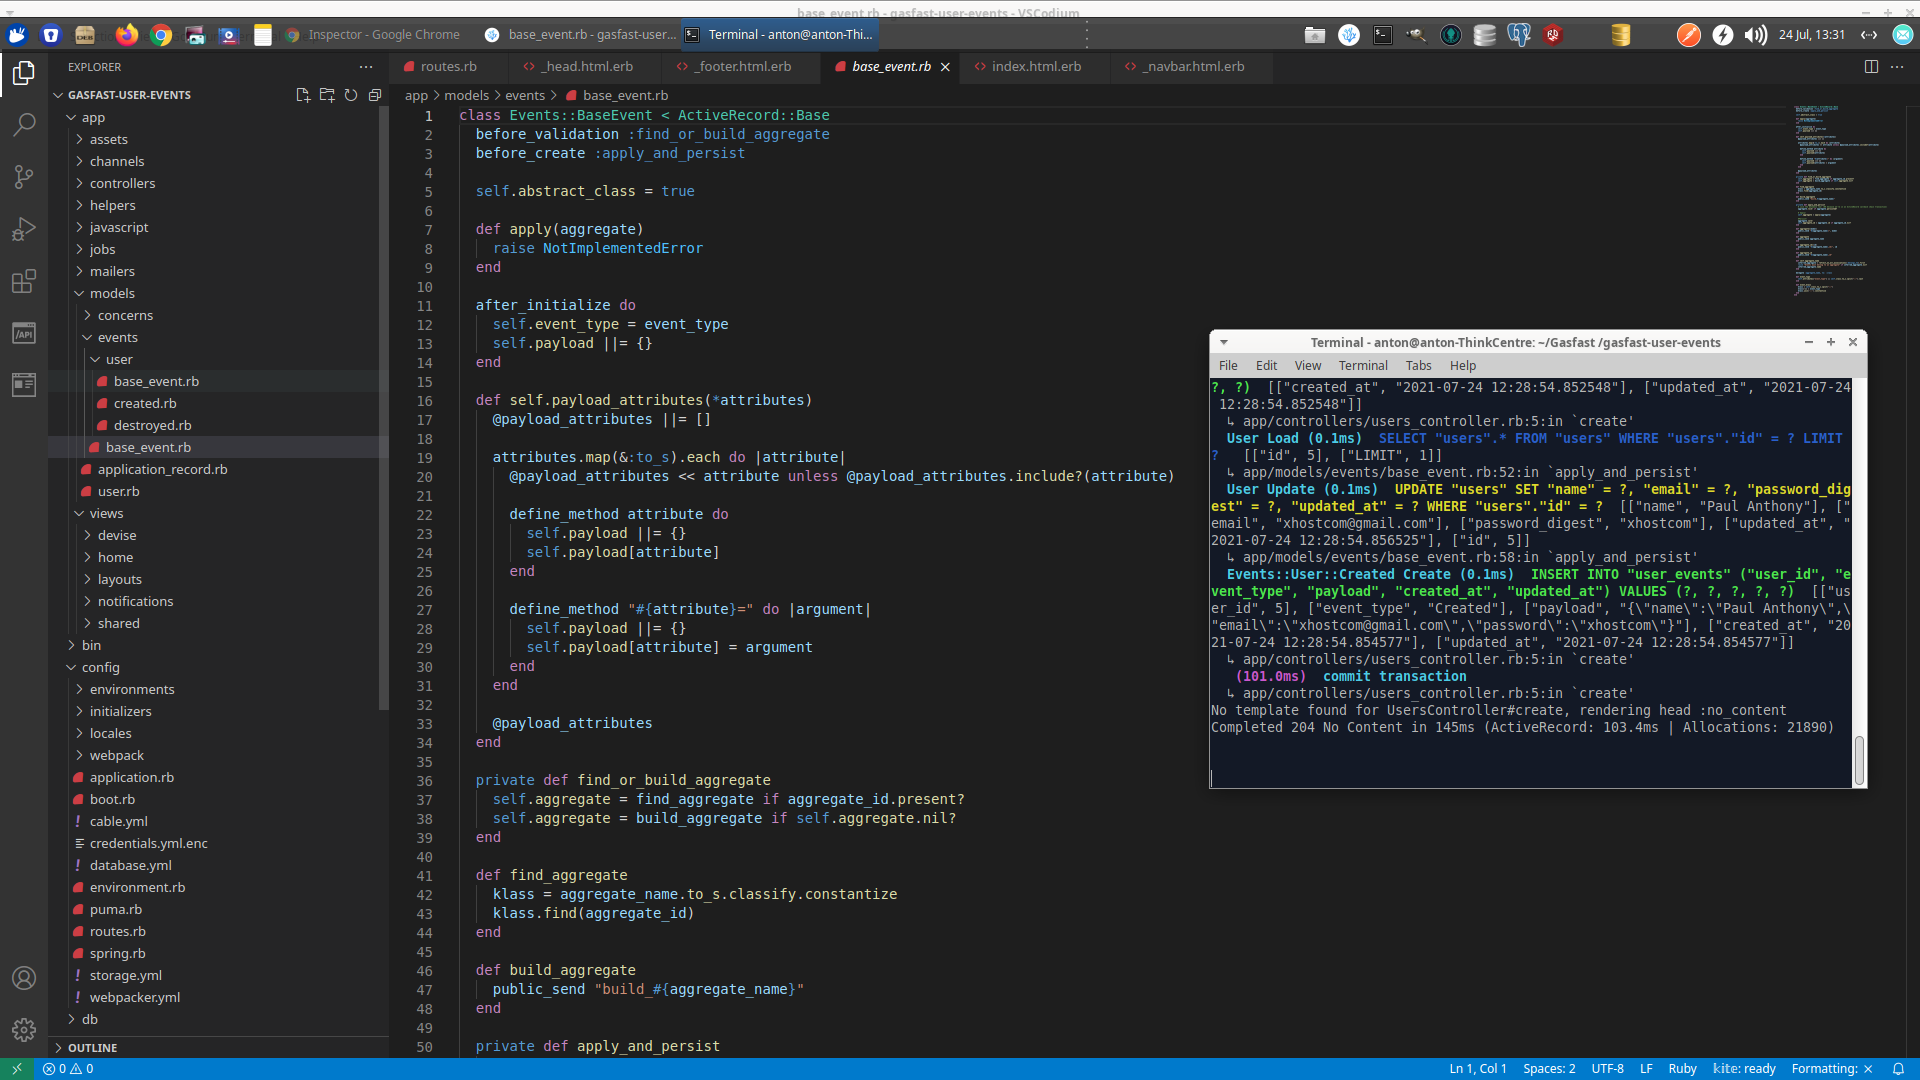 base_event.rb - gasfast-user-events - VSCodium
Inspector - Google Chrome
base_event.rb - gasfast-user...
Terminal - anton@anton-Thi...
24 Jul, 13:31
EXPLORER
routes.rb
_head.html.erb
_footer.html.erb
base_event.rb
index.html.erb
_navbar.html.erb
GASFAST-USER-EVENTS
app
assets
channels
controllers
helpers
javascript
jobs
mailers
models
concerns
events
user
base_event.rb
created.rb
destroyed.rb
base_event.rb
application_record.rb
user.rb
views
devise
home
layouts
notifications
shared
bin
config
environments
initializers
locales
webpack
application.rb
boot.rb
cable.yml
credentials.yml.enc
database.yml
environment.rb
puma.rb
routes.rb
spring.rb
storage.yml
webpacker.yml
db
OUTLINE
app > models > events > base_event.rb
1 class Events::BaseEvent < ActiveRecord::Base
2 before_validation :find_or_build_aggregate
3 before_create :apply_and_persist
4
5 self.abstract_class = true
6
7 def apply(aggregate)
8 raise NotImplementedError
9 end
10
11 after_initialize do
12 self.event_type = event_type
13 self.payload ||= {}
14 end
15
16 def self.payload_attributes(*attributes)
17 @payload_attributes ||= []
18
19 attributes.map(&:to_s).each do |attribute|
20 @payload_attributes << attribute unless @payload_attributes.include?(attribute)
21
22 define_method attribute do
23 self.payload ||= {}
24 self.payload[attribute]
25 end
26
27 define_method "#{attribute}=" do |argument|
28 self.payload ||= {}
29 self.payload[attribute] = argument
30 end
31 end
32
33 @payload_attributes
34 end
35
36 private def find_or_build_aggregate
37 self.aggregate = find_aggregate if aggregate_id.present?
38 self.aggregate = build_aggregate if self.aggregate.nil?
39 end
40
41 def find_aggregate
42 klass = aggregate_name.to_s.classify.constantize
43 klass.find(aggregate_id)
44 end
45
46 def build_aggregate
47 public_send "build_#{aggregate_name}"
48 end
49
50 private def apply_and_persist
Terminal - anton@anton-ThinkCentre: ~/Gasfast /gasfast-user-events
File Edit View Terminal Tabs Help
?, ?) [["created_at", "2021-07-24 12:28:54.852548"], ["updated_at", "2021-07-24
12:28:54.852548"]]
↳ app/controllers/users_controller.rb:5:in `create'
User Load (0.1ms) SELECT "users".* FROM "users" WHERE "users"."id" = ? LIMIT
? [["id", 5], ["LIMIT", 1]]
↳ app/models/events/base_event.rb:52:in `apply_and_persist'
User Update (0.1ms) UPDATE "users" SET "name" = ?, "email" = ?, "password_dig
est" = ?, "updated_at" = ? WHERE "users"."id" = ? [["name", "Paul Anthony"], ["
email", "xhostcom@gmail.com"], ["password_digest", "xhostcom"], ["updated_at", "
2021-07-24 12:28:54.856525"], ["id", 5]]
↳ app/models/events/base_event.rb:58:in `apply_and_persist'
Events::User::Created Create (0.1ms) INSERT INTO "user_events" ("user_id", "e
vent_type", "payload", "created_at", "updated_at") VALUES (?, ?, ?, ?, ?) [["us
er_id", 5], ["event_type", "Created"], ["payload", "{\"name\":\"Paul Anthony\",\
"email\":\"xhostcom@gmail.com\",\"password\":\"xhostcom\"}"], ["created_at", "20
21-07-24 12:28:54.854577"], ["updated_at", "2021-07-24 12:28:54.854577"]]
↳ app/controllers/users_controller.rb:5:in `create'
(101.0ms) commit transaction
↳ app/controllers/users_controller.rb:5:in `create'
No template found for UsersController#create, rendering head :no_content
Completed 204 No Content in 145ms (ActiveRecord: 103.4ms | Allocations: 21890)
0 0
Ln 1, Col 1
Spaces: 2
UTF-8
LF
Ruby
kite: ready
Formatting: ×